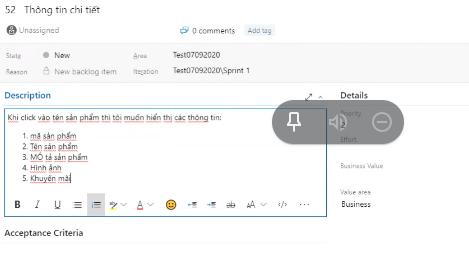 52 Thông tin chi tiết
Unassigned
0 comments
Add tag
State
New
Area
Test07092020
Reason
New backlog item
Iteration
Test07092020\Sprint 1
Description
Details
Khi click vào tên sản phẩm thì tôi muốn hiển thị các thông tin:
1. mã sản phẩm
2. Tên sản phẩm
3. MÔ tả sản phẩm
4. Hình ảnh
5. Khuyến mãi
Priority
2
Effort
Business Value
Value area
Business
B I U
A
ab
AA
</>
...
Acceptance Criteria